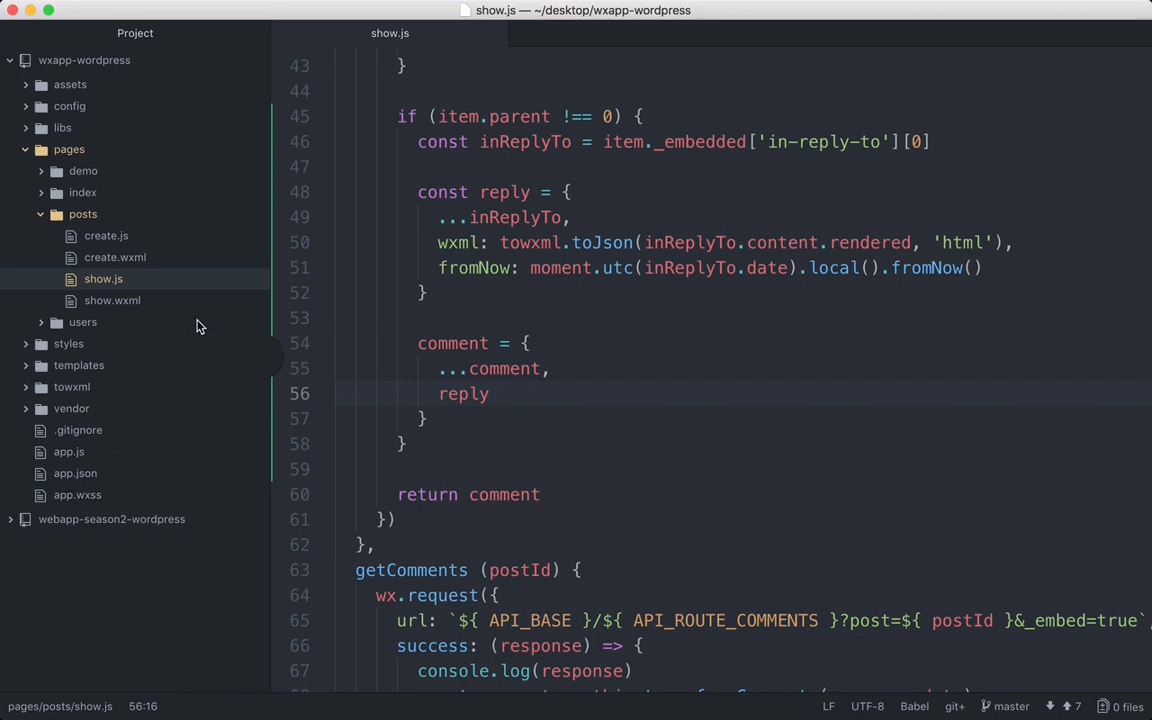 show.js — ~/desktop/wxapp-wordpress
Project
show.js
wxapp-wordpress
assets
config
libs
pages
demo
index
posts
create.js
create.wxml
show.js
show.wxml
users
styles
templates
towxml
vendor
.gitignore
app.js
app.json
app.wxss
webapp-season2-wordpress
43 }
44
45 if (item.parent !== 0) {
46 const inReplyTo = item._embedded['in-reply-to'][0]
47
48 const reply = {
49 ...inReplyTo,
50 wxml: towxml.toJson(inReplyTo.content.rendered, 'html'),
51 fromNow: moment.utc(inReplyTo.date).local().fromNow()
52 }
53
54 comment = {
55 ...comment,
56 reply
57 }
58 }
59
60 return comment
61 })
62 },
63 getComments (postId) {
64 wx.request({
65 url: `${ API_BASE }/${ API_ROUTE_COMMENTS }?post=${ postId }&_embed=true`,
66 success: (response) => {
67 console.log(response)
pages/posts/show.js 56:16 LF UTF-8 Babel git+ master 7 0 files